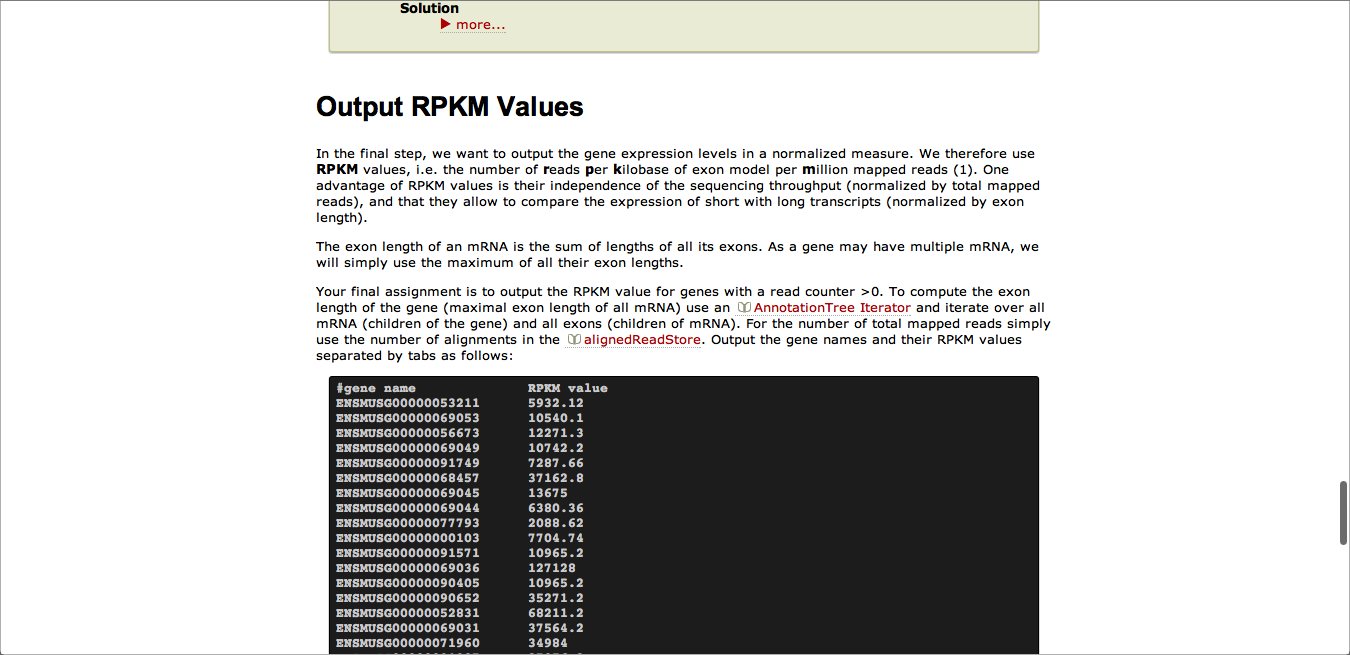 Solution
more...
Output RPKM Values
In the final step, we want to output the gene expression levels in a normalized measure. We therefore use
RPKM values, i.e. the number of reads per kilobase of exon model per million mapped reads (1). One
advantage of RPKM values is their independence of the sequencing throughput (normalized by total mapped
reads), and that they allow to compare the expression of short with long transcripts (normalized by exon
length).
The exon length of an mRNA is the sum of lengths of all its exons. As a gene may have multiple mRNA, we
will simply use the maximum of all their exon lengths.
Your final assignment is to output the RPKM value for genes with a read counter >0. To compute the exon
length of the gene (maximal exon length of all mRNA) use an AnnotationTree Iterator and iterate over all
mRNA (children of the gene) and all exons (children of mRNA). For the number of total mapped reads simply
use the number of alignments in the alignedReadStore. Output the gene names and their RPKM values
separated by tabs as follows:
#gene name RPKM value
ENSMUSG00000053211 5932.12
ENSMUSG00000069053 10540.1
ENSMUSG00000056673 12271.3
ENSMUSG00000069049 10742.2
ENSMUSG00000091749 7287.66
ENSMUSG00000068457 37162.8
ENSMUSG00000069045 13675
ENSMUSG00000069044 6380.36
ENSMUSG00000077793 2088.62
ENSMUSG00000000103 7704.74
ENSMUSG00000091571 10965.2
ENSMUSG00000069036 127128
ENSMUSG00000090405 10965.2
ENSMUSG00000090652 35271.2
ENSMUSG00000052831 68211.2
ENSMUSG00000069031 37564.2
ENSMUSG00000071960 34984